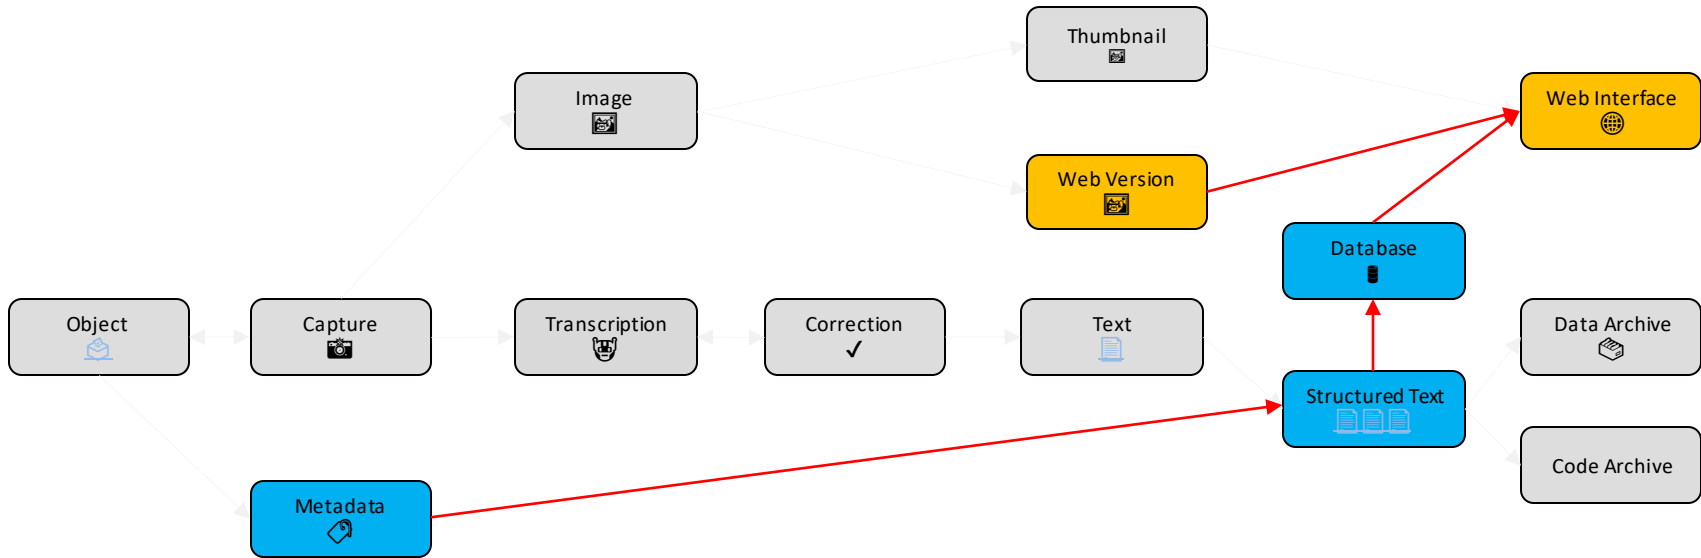 Thumbnail
Image
Web Interface
Web Version
Database
Object
Capture
Transcription
Correction
Text
Data Archive
Structured Text
Code Archive
Metadata